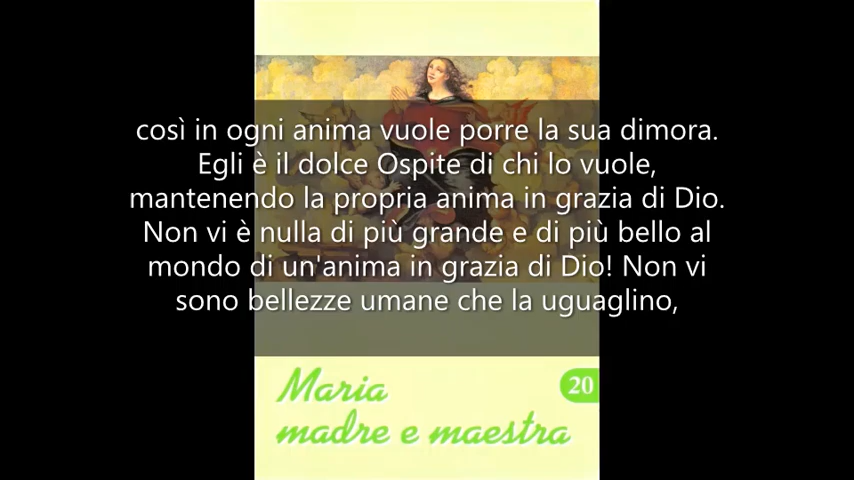 così in ogni anima vuole porre la sua dimora.
Egli è il dolce Ospite di chi lo vuole,
mantenendo la propria anima in grazia di Dio.
Non vi è nulla di più grande e di più bello al
mondo di un'anima in grazia di Dio! Non vi
sono bellezze umane che la uguaglino,
Maria
20
madre e maestra